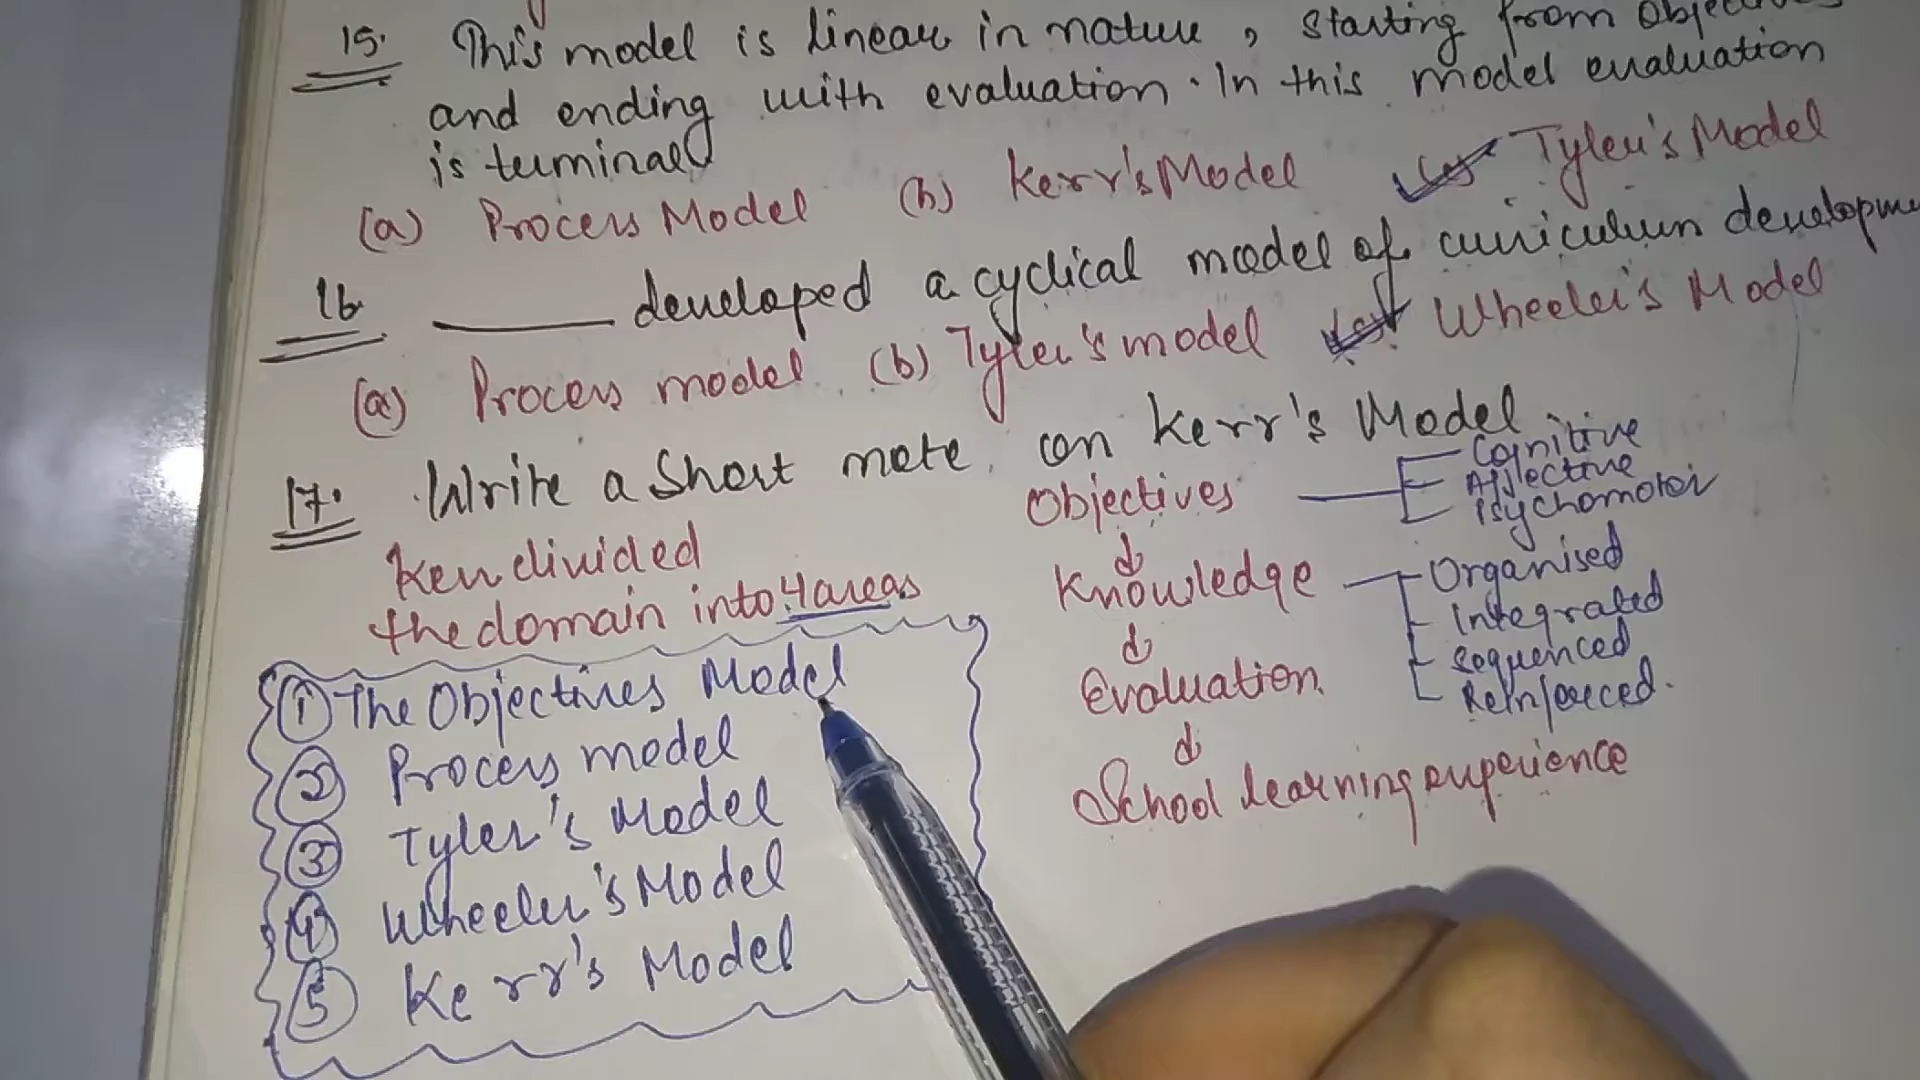 15. This model is linear in nature, starting from objectives
and ending with evaluation. In this model evaluation
is terminal
(a) Process Model (b) Kerr's Model (c) Tyler's Model
16. ______ developed a cyclical model of curriculum development
(a) Process model (b) Tyler's model (c) Wheeler's Model
17. Write a short note on Kerr's Model
Kerr divided
the domain into 4 areas
① The Objectives Model
② Process model
③ Tyler's Model
④ Wheeler's Model
⑤ Kerr's Model
Objectives
Cognitive
Affective
Psychomotor
Knowledge
Organised
Integrated
Sequenced
Reinforced.
Evaluation
School learning experience